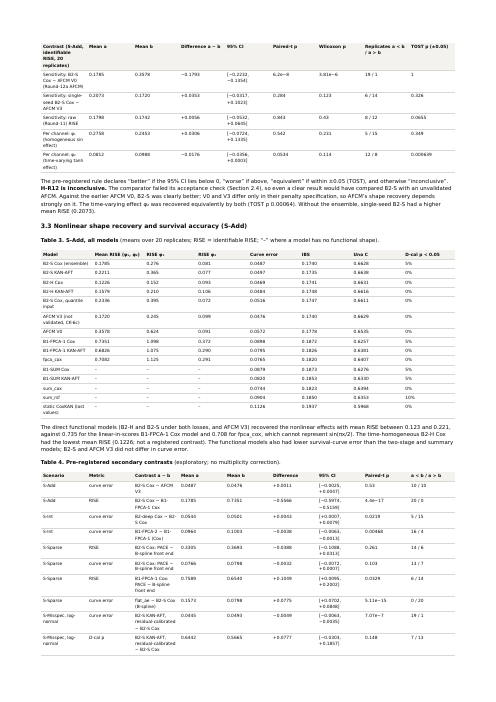 Contrast (S-Add, identifiable RISE, 20 replicates) Mean a Mean b Difference a − b 95% CI Paired-t p Wilcoxon p Replicates a < b / a > b TOST p (±0.05)
Sensitivity: B2-S Cox − AFCM V0 (Round-12a AFCM) 0.1785 0.3578 −0.1793 [−0.2232, −0.1354] 6.2e−8 3.81e−6 19 / 1 1
Sensitivity: single-seed B2-S Cox − AFCM V3 0.2073 0.1720 +0.0353 [−0.0317, +0.1023] 0.284 0.123 6 / 14 0.326
Sensitivity: raw (Round-11) RISE 0.1798 0.1742 +0.0056 [−0.0532, +0.0645] 0.843 0.43 8 / 12 0.0655
Per channel: φ₁ (homogeneous sin effect) 0.2758 0.2453 +0.0306 [−0.0724, +0.1335] 0.542 0.231 5 / 15 0.349
Per channel: φ₂ (time-varying tanh effect) 0.0812 0.0988 −0.0176 [−0.0356, +0.0003] 0.0534 0.114 12 / 8 0.000639
The pre-registered rule declares “better” if the 95% CI lies below 0, “worse” if above, “equivalent” if within ±0.05 (TOST), and otherwise “inconclusive”.
H-R12 is inconclusive. The comparator failed its acceptance check (Section 2.4), so even a clear result would have compared B2-S with an unvalidated
AFCM. Against the earlier AFCM V0, B2-S was clearly better; V0 and V3 differ only in their penalty specification, so AFCM's shape recovery depends
strongly on it. The time-varying effect φ₂ was recovered equivalently by both (TOST p 0.00064). Without the ensemble, single-seed B2-S had a higher
mean RISE (0.2073).
3.3 Nonlinear shape recovery and survival accuracy (S-Add)
Table 3. S-Add, all models (means over 20 replicates; RISE = identifiable RISE; “–” where a model has no functional shape).
Model Mean RISE (φ₁, φ₂) RISE φ₁ RISE φ₂ Curve error IBS Uno C D-cal p < 0.05
B2-S Cox (ensemble) 0.1785 0.276 0.081 0.0487 0.1740 0.6628 5%
B2-S KAN-AFT 0.2211 0.365 0.077 0.0497 0.1735 0.6638 0%
B2-H Cox 0.1226 0.152 0.093 0.0469 0.1741 0.6631 0%
B2-H KAN-AFT 0.1579 0.210 0.106 0.0484 0.1748 0.6616 0%
B2-S Cox, quantile input 0.2336 0.395 0.072 0.0516 0.1747 0.6611 0%
AFCM V3 (not validated, CR-6c) 0.1720 0.245 0.099 0.0476 0.1740 0.6629 0%
AFCM V0 0.3578 0.624 0.091 0.0572 0.1778 0.6535 0%
B1-FPCA-1 Cox 0.7351 1.098 0.372 0.0898 0.1872 0.6257 5%
B1-FPCA-1 KAN-AFT 0.6826 1.075 0.290 0.0795 0.1826 0.6381 0%
fpca_cox 0.7082 1.125 0.291 0.0765 0.1820 0.6407 0%
B1-SUM Cox – – – 0.0879 0.1873 0.6276 5%
B1-SUM KAN-AFT – – – 0.0820 0.1853 0.6330 5%
sum_cox – – – 0.0744 0.1823 0.6394 0%
sum_rsf – – – 0.0904 0.1850 0.6353 10%
static CoxKAN (last values) – – – 0.1126 0.1937 0.5968 0%
The direct functional models (B2-H and B2-S under both losses, and AFCM V3) recovered the nonlinear effects with mean RISE between 0.123 and 0.221,
against 0.735 for the linear-in-scores B1-FPCA-1 Cox model and 0.708 for fpca_cox, which cannot represent sin(πx/2). The time-homogeneous B2-H Cox
had the lowest mean RISE (0.1226; not a registered contrast). The functional models also had lower survival-curve error than the two-stage and summary
models; B2-S and AFCM V3 did not differ in curve error.
Table 4. Pre-registered secondary contrasts (exploratory; no multiplicity correction).
Scenario Metric Contrast a − b Mean a Mean b Difference 95% CI Paired-t p a < b / a > b
S-Add curve error B2-S Cox − AFCM V3 0.0487 0.0476 +0.0011 [−0.0025, +0.0047] 0.53 10 / 10
S-Add RISE B2-S Cox − B1-FPCA-1 Cox 0.1785 0.7351 −0.5566 [−0.5974, −0.5159] 4.4e−17 20 / 0
S-Int curve error B2-deep Cox − B2-S Cox 0.0544 0.0501 +0.0043 [+0.0007, +0.0079] 0.0219 5 / 15
S-Int curve error B1-FPCA-2 − B1-FPCA-1 (Cox) 0.0964 0.1003 −0.0038 [−0.0063, −0.0013] 0.00468 16 / 4
S-Sparse RISE B2-S Cox: PACE − B-spline front end 0.3305 0.3693 −0.0388 [−0.1088, +0.0313] 0.261 14 / 6
S-Sparse curve error B2-S Cox: PACE − B-spline front end 0.0766 0.0798 −0.0032 [−0.0072, +0.0007] 0.103 13 / 7
S-Sparse RISE B1-FPCA-1 Cox: PACE − B-spline front end 0.7589 0.6540 +0.1049 [+0.0095, +0.2002] 0.0329 6 / 14
S-Sparse curve error flat_ae − B2-S Cox (B-spline) 0.1573 0.0798 +0.0775 [+0.0702, +0.0848] 5.11e−15 0 / 20
S-Misspec, log-normal curve error B2-S KAN-AFT, residual-calibrated − B2-S Cox 0.0445 0.0493 −0.0049 [−0.0063, −0.0035] 7.07e−7 19 / 1
S-Misspec, log-normal D-cal p B2-S KAN-AFT, residual-calibrated − B2-S Cox 0.6442 0.5665 +0.0777 [−0.0303, +0.1857] 0.148 7 / 13